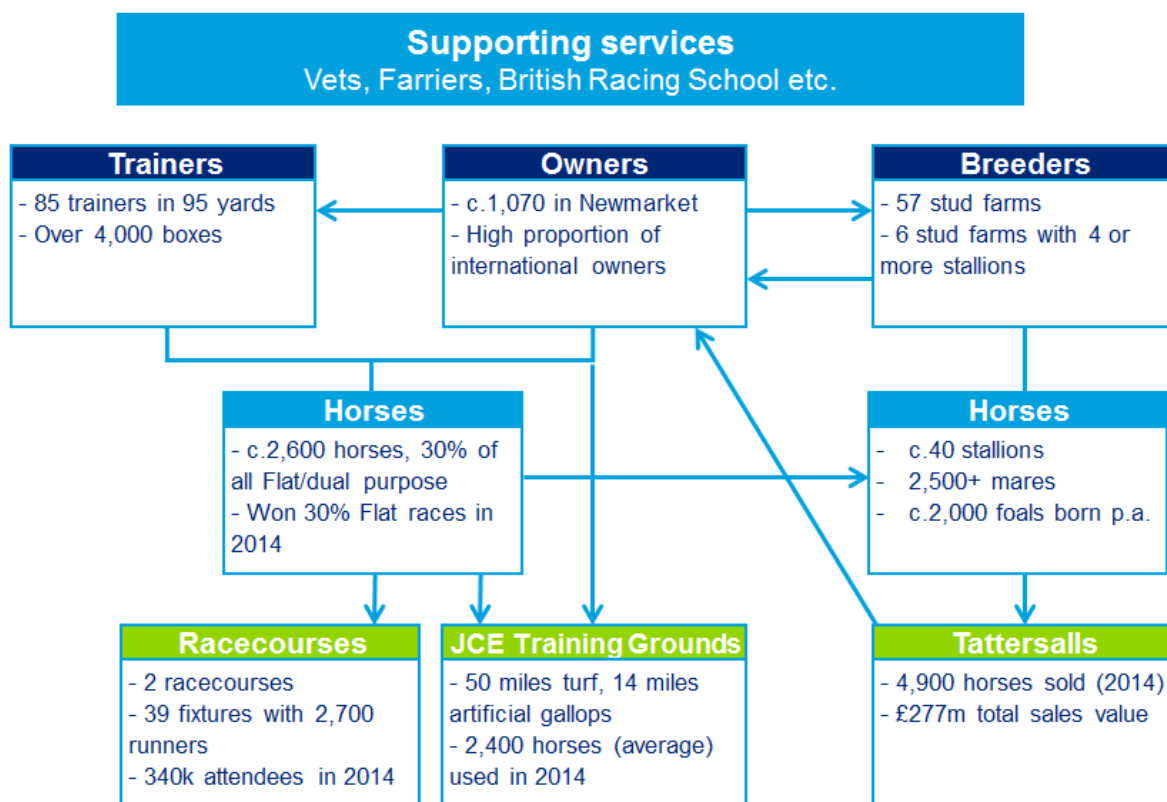 Supporting services
Vets, Farriers, British Racing School etc.
Trainers
- 85 trainers in 95 yards
- Over 4,000 boxes
Owners
- c.1,070 in Newmarket
- High proportion of
international owners
Breeders
- 57 stud farms
- 6 stud farms with 4 or
more stallions
Horses
- c.2,600 horses, 30% of
all Flat/dual purpose
- Won 30% Flat races in
2014
Horses
- c.40 stallions
- 2,500+ mares
- c.2,000 foals born p.a.
Racecourses
- 2 racecourses
- 39 fixtures with 2,700
runners
- 340k attendees in 2014
JCE Training Grounds
- 50 miles turf, 14 miles
artificial gallops
- 2,400 horses (average)
used in 2014
Tattersalls
- 4,900 horses sold (2014)
- £277m total sales value